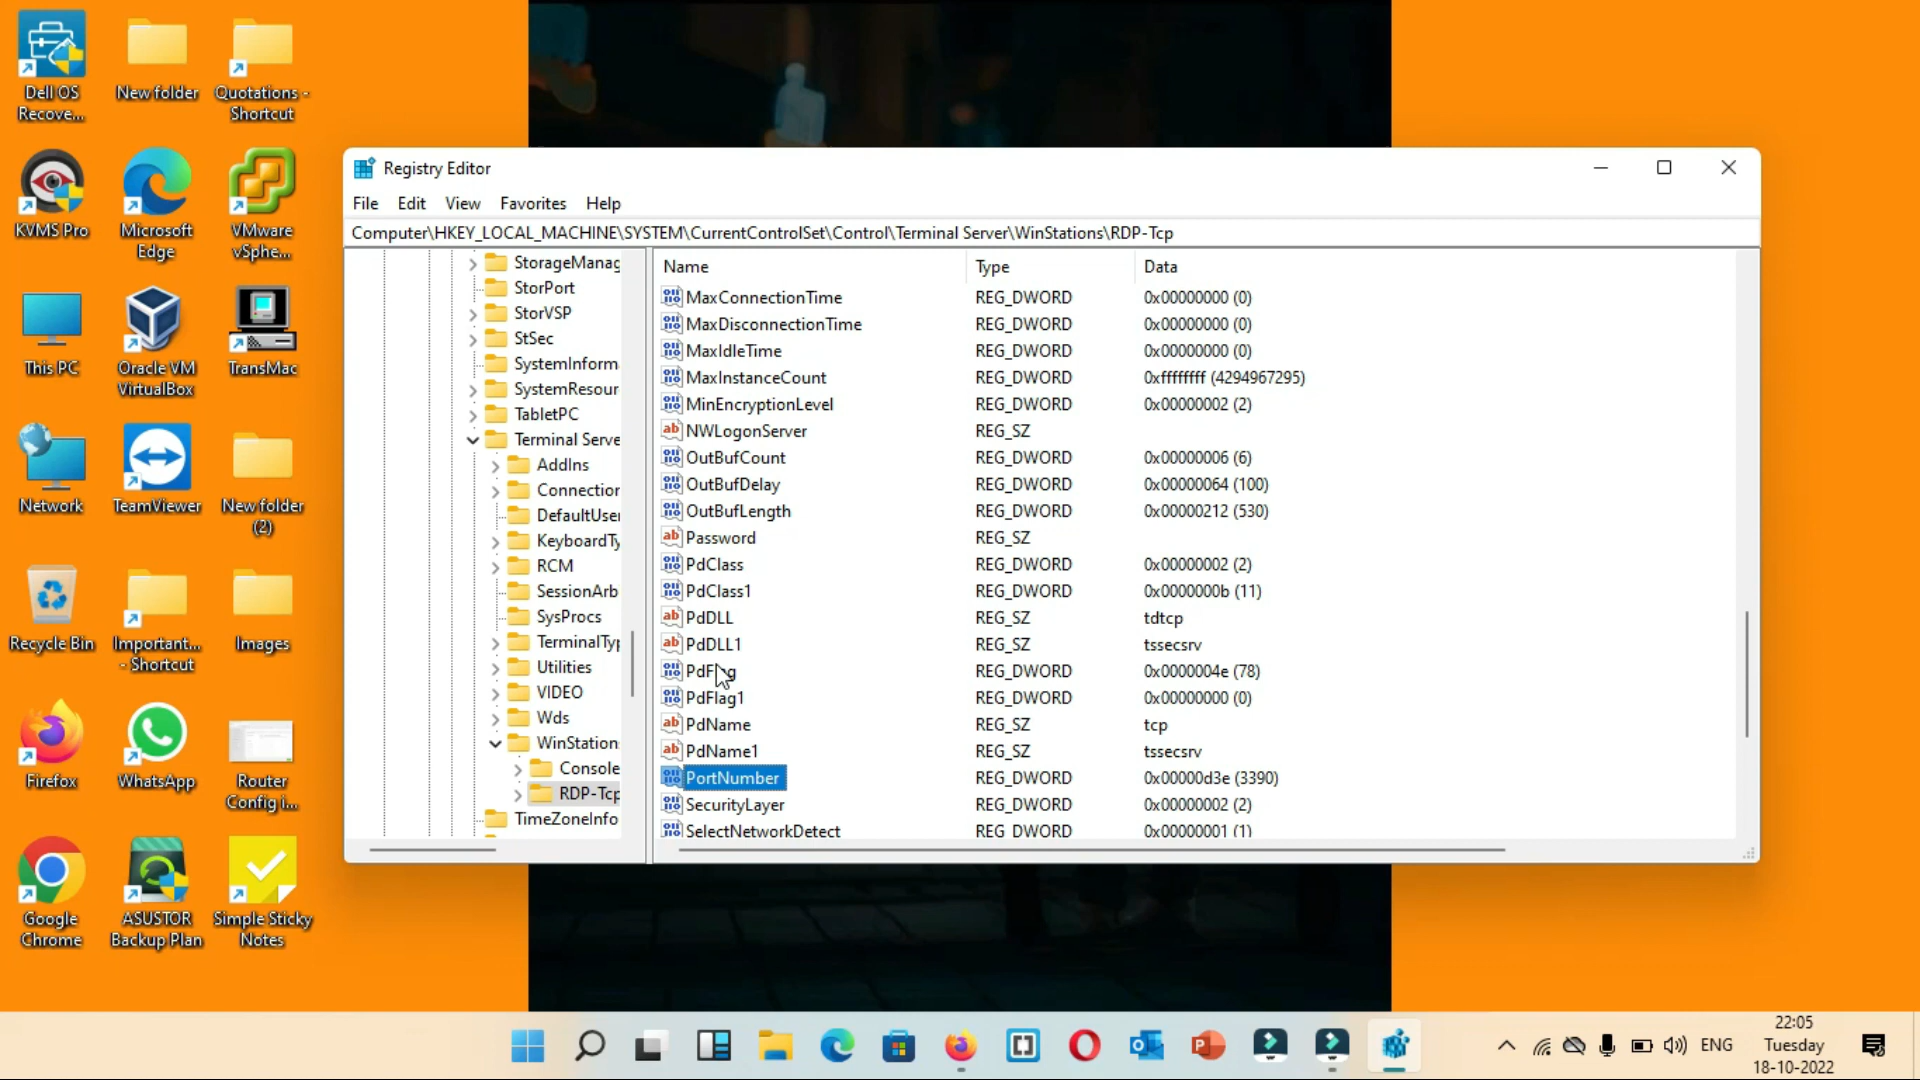 Dell OS
Recove...
New folder
Quotations -
Shortcut
KVMS Pro
Microsoft
Edge
VMware
vSphe...
This PC
Oracle VM
VirtualBox
TransMac
Network
TeamViewer
New folder
(2)
Recycle Bin
Important...
- Shortcut
Images
Firefox
WhatsApp
Router
Config i...
Google
Chrome
ASUSTOR
Backup Plan
Simple Sticky
Notes
Registry Editor
File Edit View Favorites Help
Computer\HKEY_LOCAL_MACHINE\SYSTEM\CurrentControlSet\Control\Terminal Server\WinStations\RDP-Tcp
StorageManag
StorPort
StorVSP
StSec
SystemInform
SystemResour
TabletPC
Terminal Serve
AddIns
Connection
DefaultUser
KeyboardTy
RCM
SessionArb
SysProcs
TerminalTyp
Utilities
VIDEO
Wds
WinStations
Console
RDP-Tcp
TimeZoneInfo
Name Type Data
MaxConnectionTime REG_DWORD 0x00000000 (0)
MaxDisconnectionTime REG_DWORD 0x00000000 (0)
MaxIdleTime REG_DWORD 0x00000000 (0)
MaxInstanceCount REG_DWORD 0xffffffff (4294967295)
MinEncryptionLevel REG_DWORD 0x00000002 (2)
NWLogonServer REG_SZ
OutBufCount REG_DWORD 0x00000006 (6)
OutBufDelay REG_DWORD 0x00000064 (100)
OutBufLength REG_DWORD 0x00000212 (530)
Password REG_SZ
PdClass REG_DWORD 0x00000002 (2)
PdClass1 REG_DWORD 0x0000000b (11)
PdDLL REG_SZ tdtcp
PdDLL1 REG_SZ tssecsrv
PdFlag REG_DWORD 0x0000004e (78)
PdFlag1 REG_DWORD 0x00000000 (0)
PdName REG_SZ tcp
PdName1 REG_SZ tssecsrv
PortNumber REG_DWORD 0x00000d3e (3390)
SecurityLayer REG_DWORD 0x00000002 (2)
SelectNetworkDetect REG_DWORD 0x00000001 (1)
ENG
22:05
Tuesday
18-10-2022